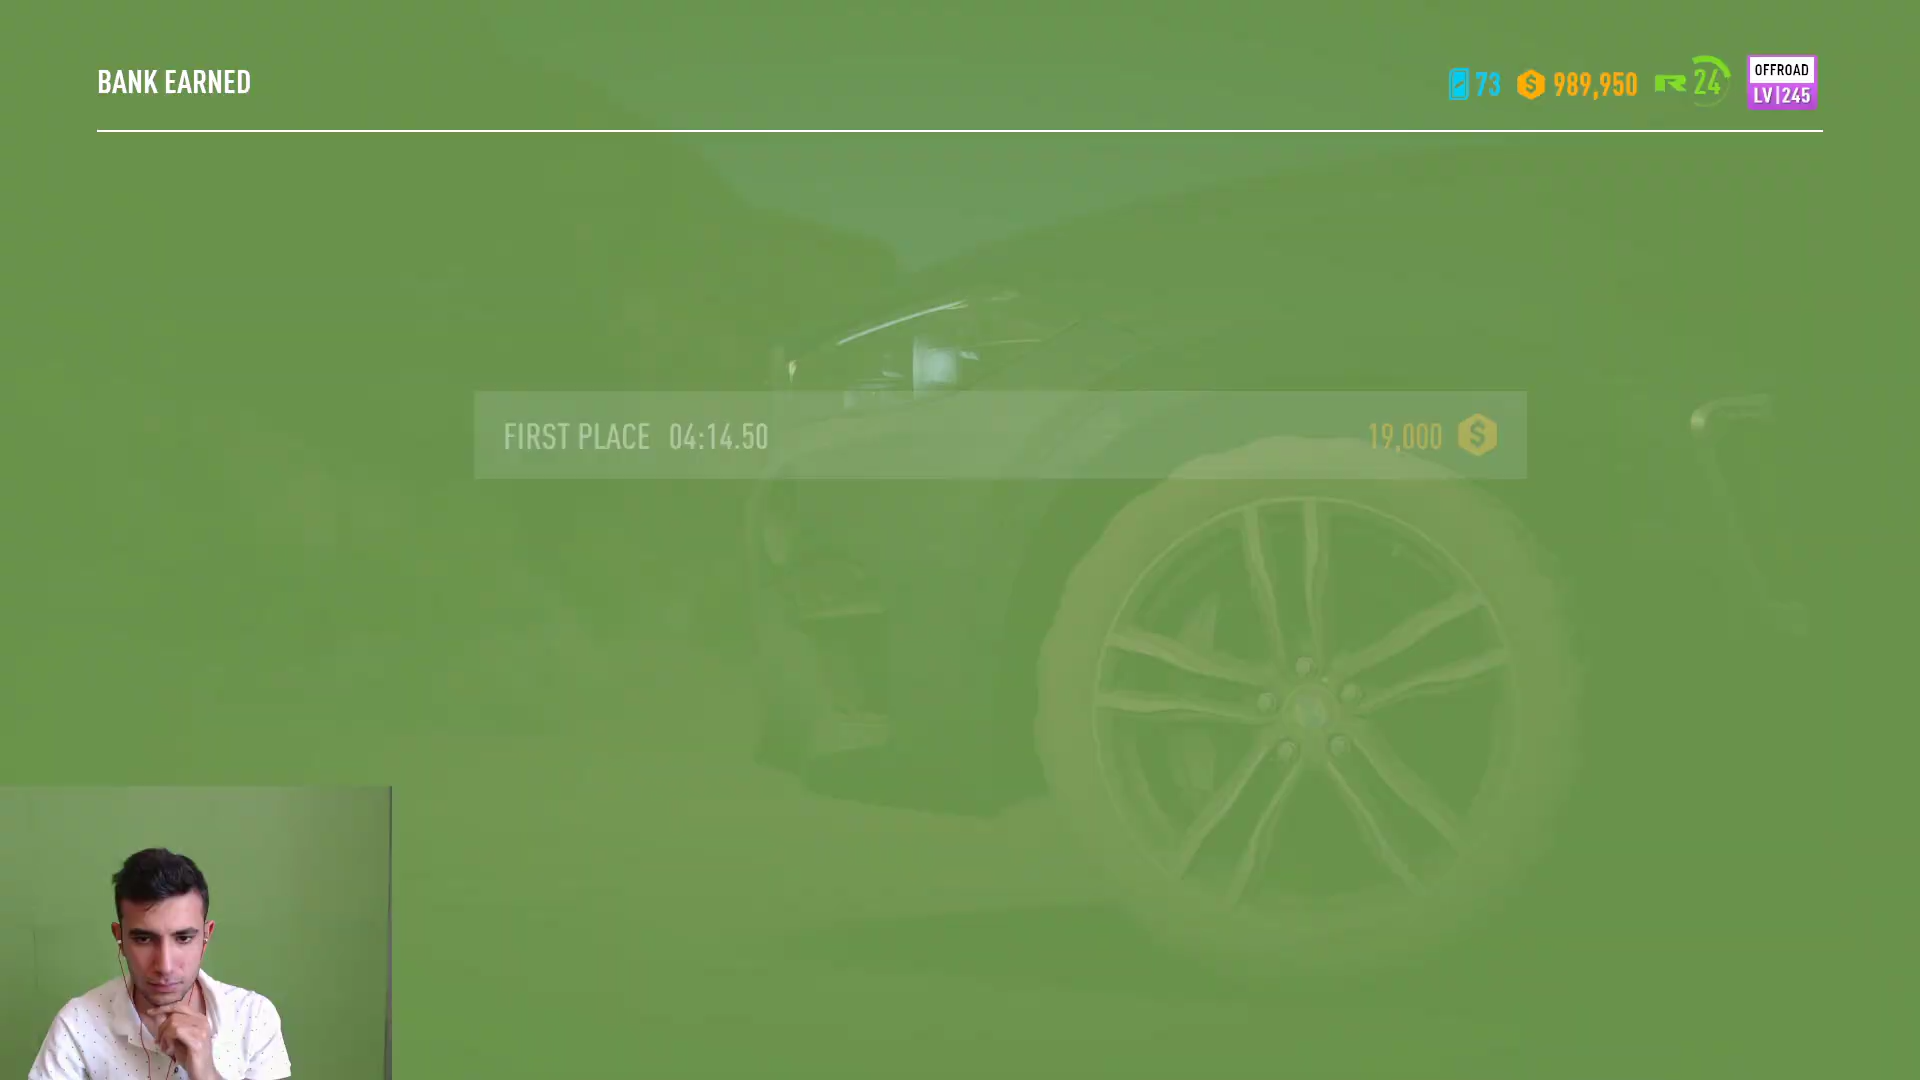 BANK EARNED
73 989,950 R 24 OFFROAD
LV|245
FIRST PLACE 04:14.50 19,000